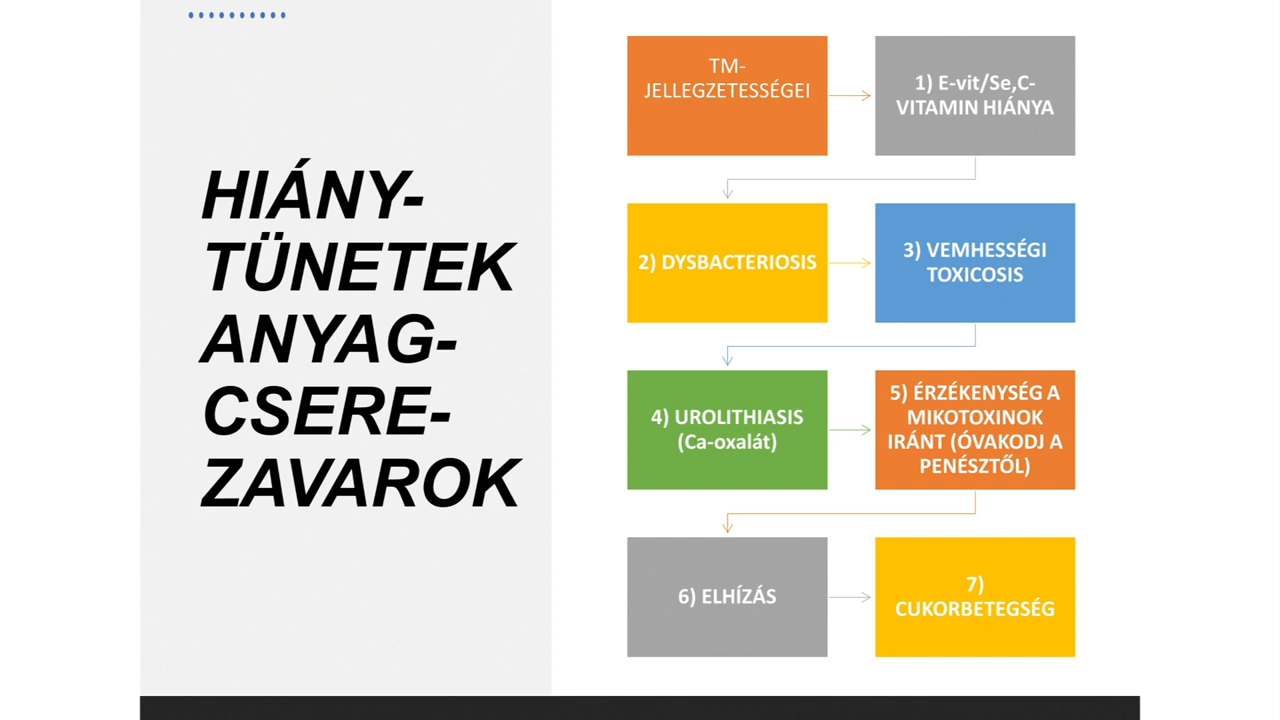 HIÁNY-
TÜNETEK
ANYAG-
CSERE-
ZAVAROK
TM-
JELLEGZETESSÉGEI
1) E-vit/Se,C-
VITAMIN HIÁNYA
2) DYSBACTERIOSIS
3) VEMHESSÉGI
TOXICOSIS
4) UROLITHIASIS
(Ca-oxalát)
5) ÉRZÉKENYSÉG A
MIKOTOXINOK
IRÁNT (ÓVAKODJ A
PENÉSZTŐL)
6) ELHÍZÁS
7)
CUKORBETEGSÉG